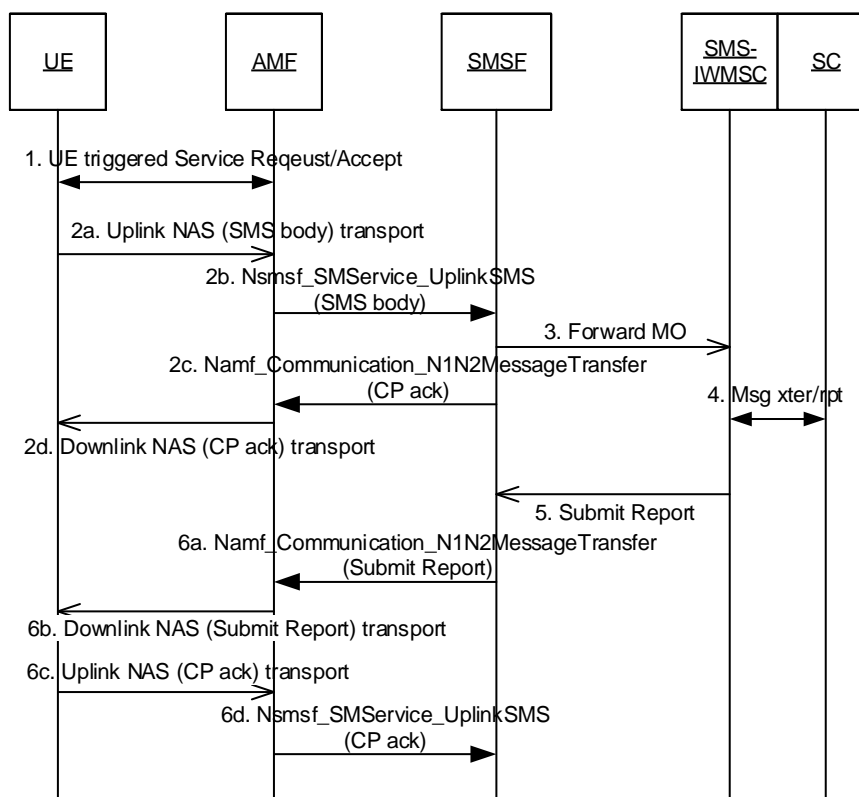 UE
AMF
SMSF
SMS-
IWMSC
SC
1. UE triggered Service Reqeust/Accept
2a. Uplink NAS (SMS body) transport
2b. Nsmsf_SMService_UplinkSMS
(SMS body)
3. Forward MO
2c. Namf_Communication_N1N2MessageTransfer
(CP ack)
4. Msg xter/rpt
2d. Downlink NAS (CP ack) transport
5. Submit Report
6a. Namf_Communication_N1N2MessageTransfer
(Submit Report)
6b. Downlink NAS (Submit Report) transport
6c. Uplink NAS (CP ack) transport
6d. Nsmsf_SMService_UplinkSMS
(CP ack)